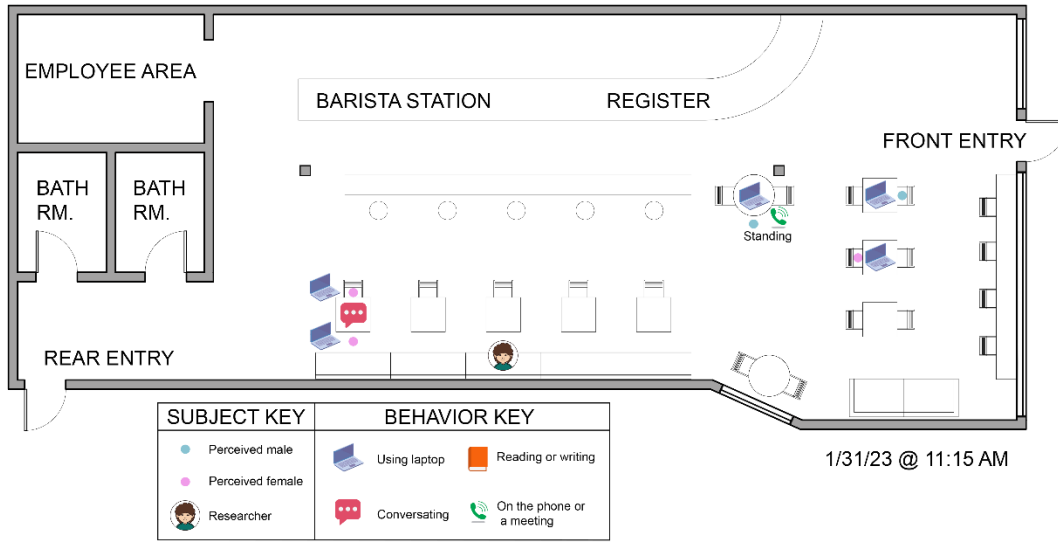 EMPLOYEE AREA
BARISTA STATION
REGISTER
FRONT ENTRY
BATH
RM.
BATH
RM.
Standing
REAR ENTRY
SUBJECT KEY
BEHAVIOR KEY
Perceived male
Perceived female
Researcher
Using laptop
Reading or writing
Conversating
On the phone or
a meeting
1/31/23 @ 11:15 AM